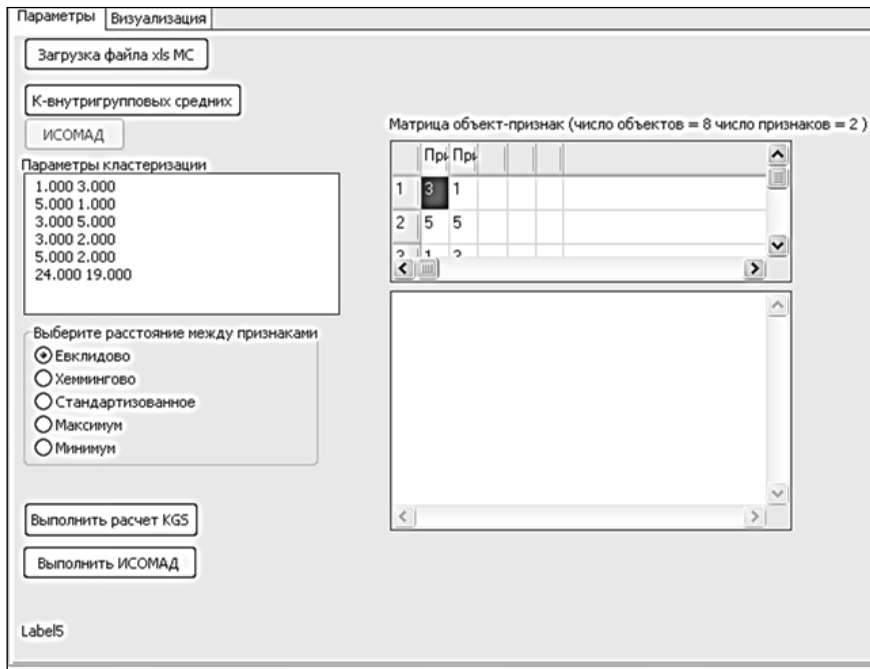 Параметры Визуализация
Загрузка файла xls МС
К-внутригрупповых средних
ИСОМАД
Параметры кластеризации
1.000 3.000
5.000 1.000
3.000 5.000
3.000 2.000
5.000 2.000
24.000 19.000
Выберите расстояние между признаками
Евклидово
Хеммингово
Стандартизованное
Максимум
Минимум
Выполнить расчет KGS
Выполнить ИСОМАД
Label5
Матрица объект-признак (число объектов = 8 число признаков = 2 )
При При
1 3 1
2 5 5